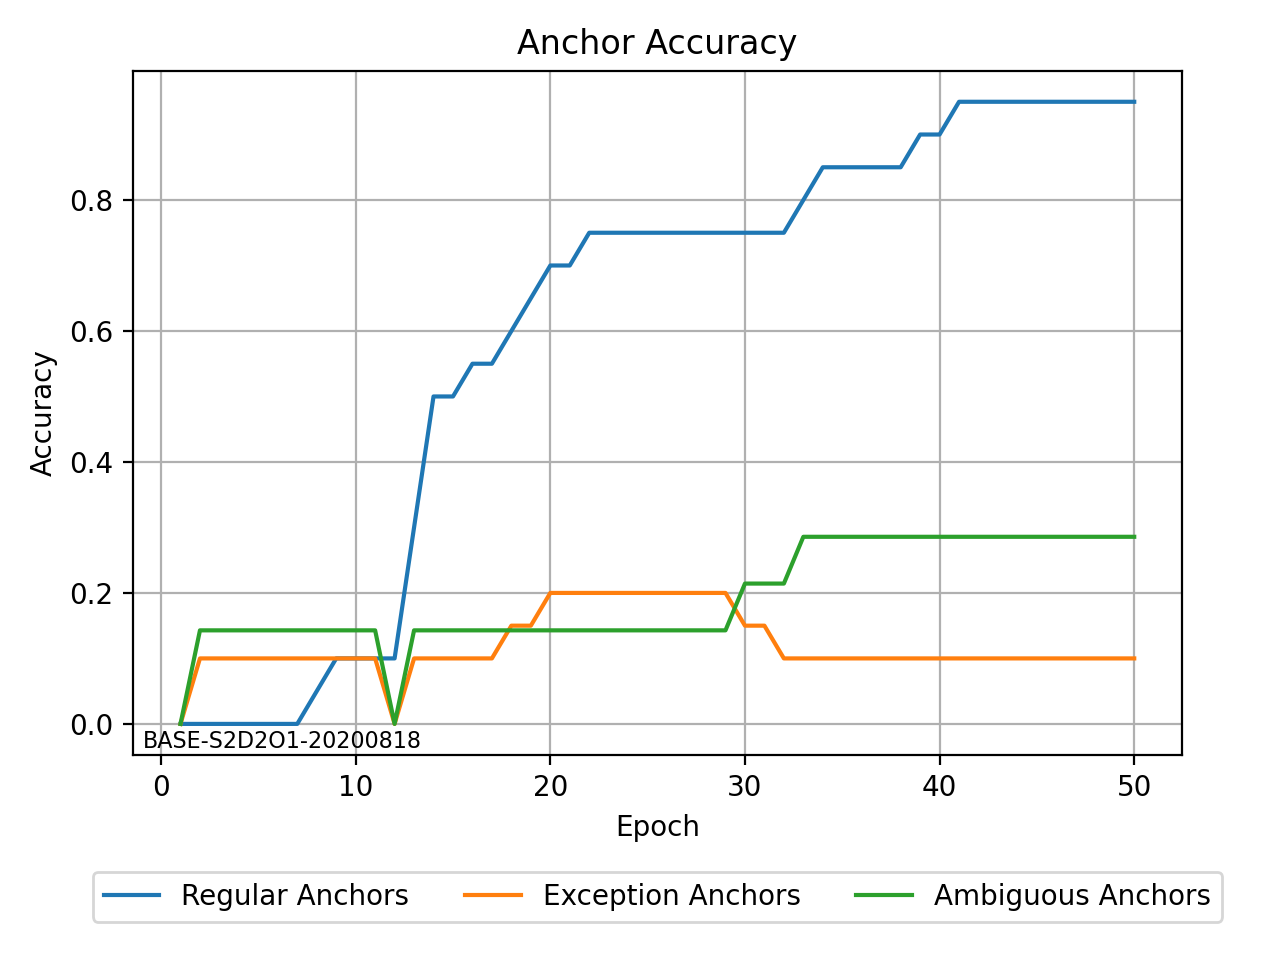 Anchor Accuracy
Accuracy
0.8
0.6
0.4
0.2
0.0
BASE-S2D2O1-20200818
0 10 20 30 40 50
Epoch
Regular Anchors Exception Anchors Ambiguous Anchors